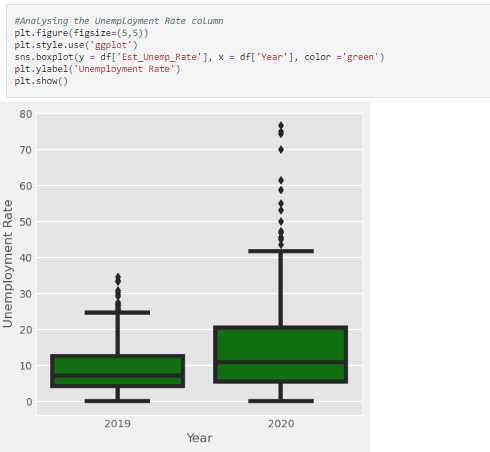 #Analysing the Unemployment Rate column
plt.figure(figsize=(5,5))
plt.style.use('ggplot')
sns.boxplot(y = df['Est_Unemp_Rate'], x = df['Year'], color ='green')
plt.ylabel('Unemployment Rate')
plt.show()
80
70
60
50
40
30
20
10
0
Unemployment Rate
2019 2020
Year